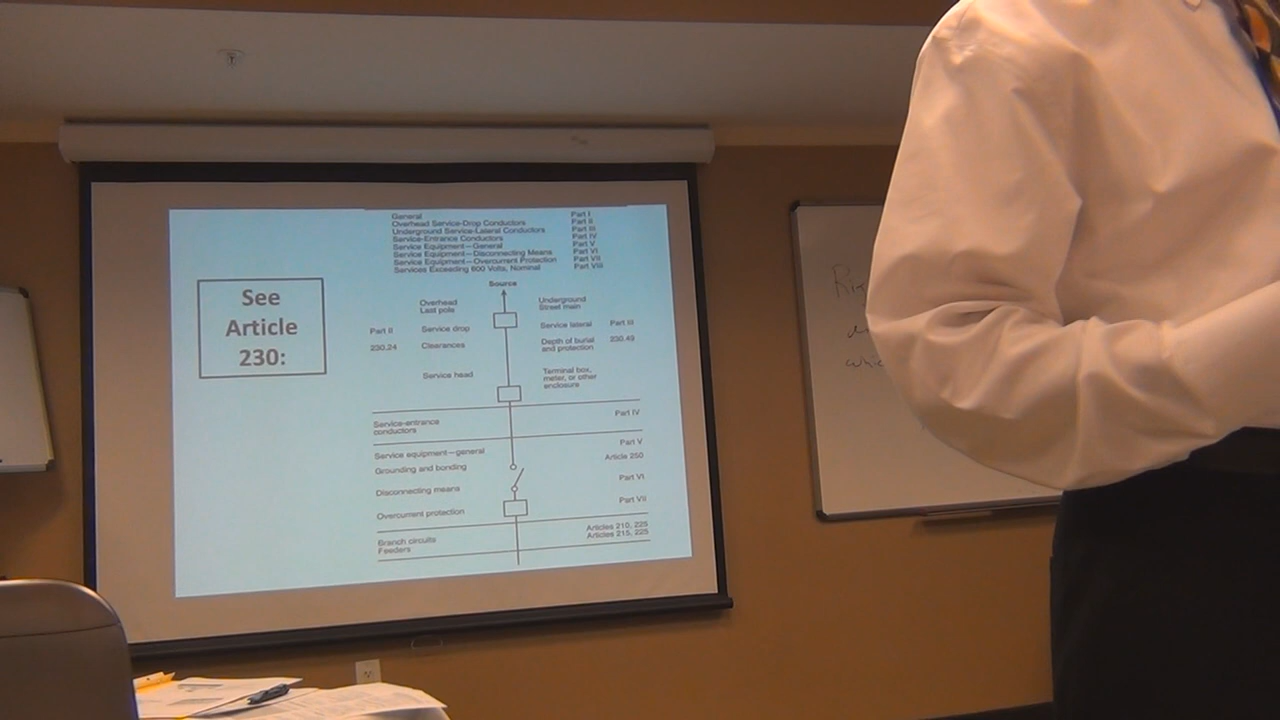 General Part I
Overhead Service-Drop Conductors Part II
Underground Service-Lateral Conductors Part III
Service-Entrance Conductors Part IV
Service Equipment—General Part V
Service Equipment—Disconnecting Means Part VI
Service Equipment—Overcurrent Protection Part VII
Services Exceeding 600 Volts, Nominal Part VIII
See
Article
230:
Source
Overhead
Last pole
Underground
Street main
Part II Service drop Service lateral Part III
230.24 Clearances Depth of burial
and protection 230.49
Service head Terminal box,
meter, or other
enclosure
Service-entrance
conductors Part IV
Service equipment—general Part V
Grounding and bonding Article 250
Disconnecting means Part VI
Overcurrent protection Part VII
Branch circuits Articles 210, 225
Feeders Articles 215, 225